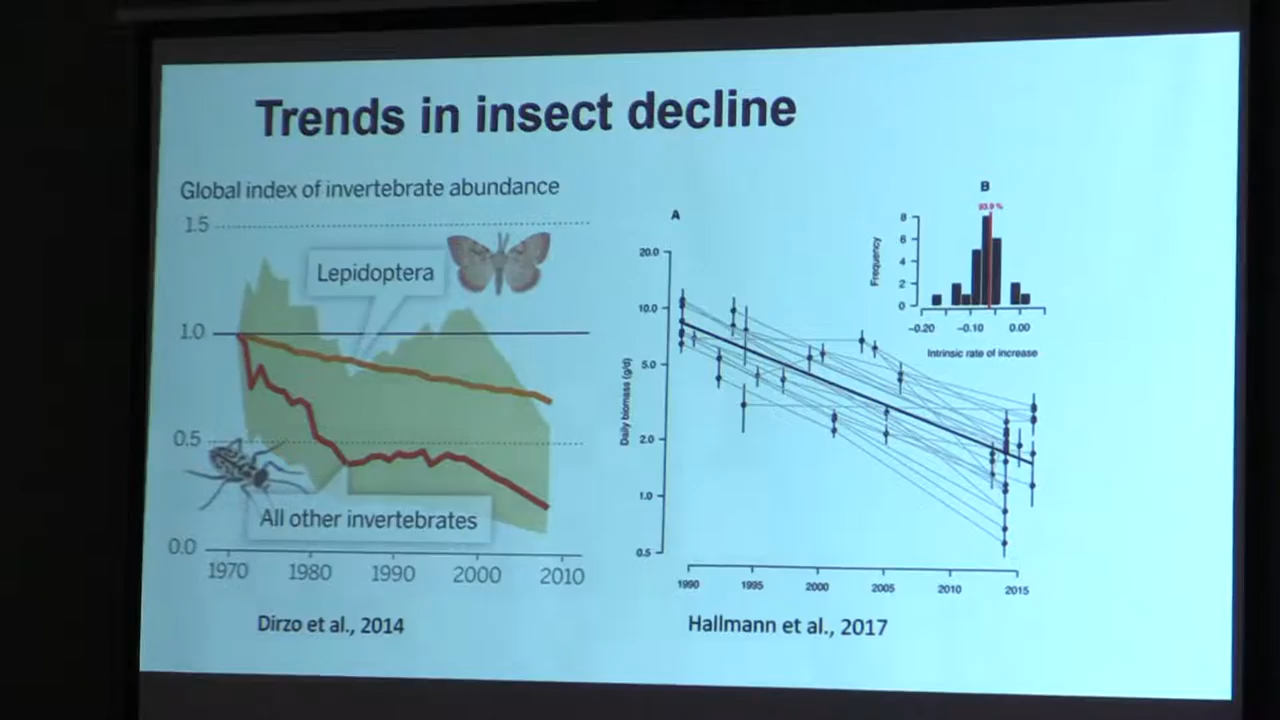 Trends in insect decline
Global index of invertebrate abundance
1.5
1.0
0.5
0.0
Lepidoptera
All other invertebrates
1970 1980 1990 2000 2010
Dirzo et al., 2014
A
20.0
10.0
5.0
2.0
1.0
0.5
Daily biomass (g/d)
1990 1995 2000 2005 2010 2015
B
93.9 %
8
6
4
2
0
Frequency
−0.20 −0.10 0.00
Intrinsic rate of increase
Hallmann et al., 2017